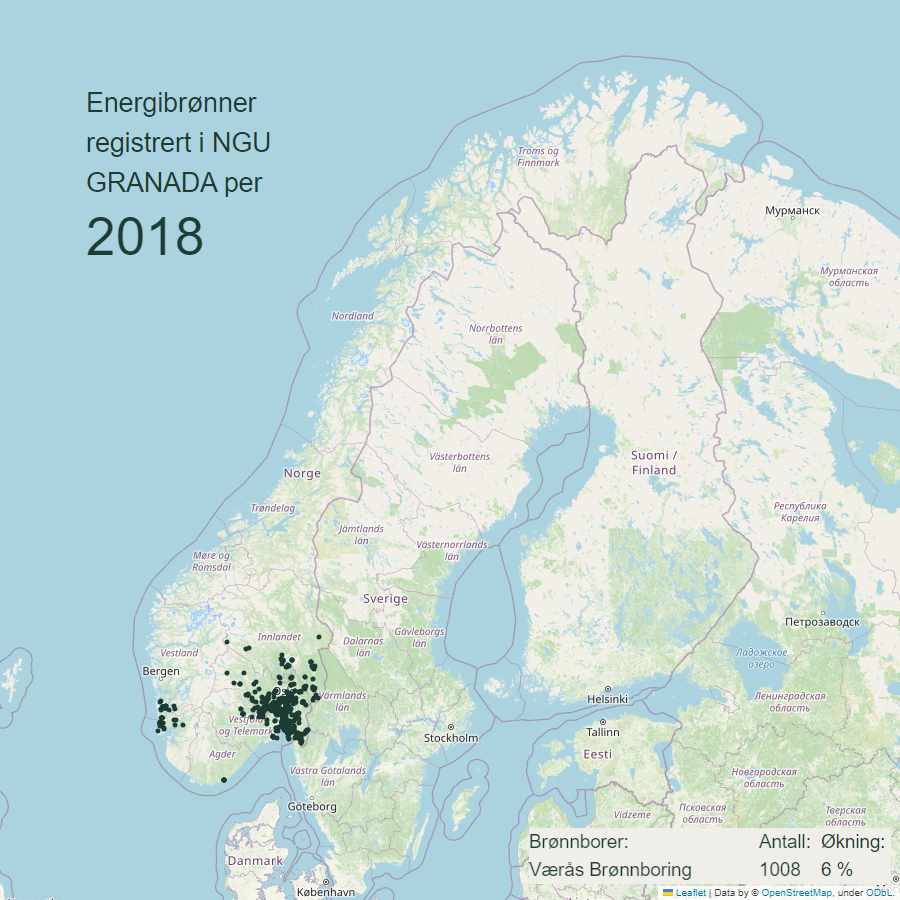 Energibrønner
registrert i NGU
GRANADA per
2018
Troms og
Finnmark
Мурманск
Мурманская
область
Nordland
Norrbottens
län
Västerbottens
län
Suomi /
Finland
Norge
Trøndelag
Республика
Карелия
Jämtlands
län
Västernorrlands
län
Møre og
Romsdal
Sverige
Петрозаводск
Innlandet
Gävleborgs
län
Dalarnas
län
Vestland
Ладожское
озеро
Bergen
Värmlands
län
Helsinki
Ленинградская
область
og Telemark
Tallinn
Stockholm
Agder
Eesti
Västra Götalands
län
Новгородская
область
Göteborg
Псковская
область
Тверская
область
Vidzeme
Danmark
København
Brønnborer: Antall: Økning:
Værås Brønnboring 1008 6 %
Leaflet | Data by © OpenStreetMap, under ODbL.